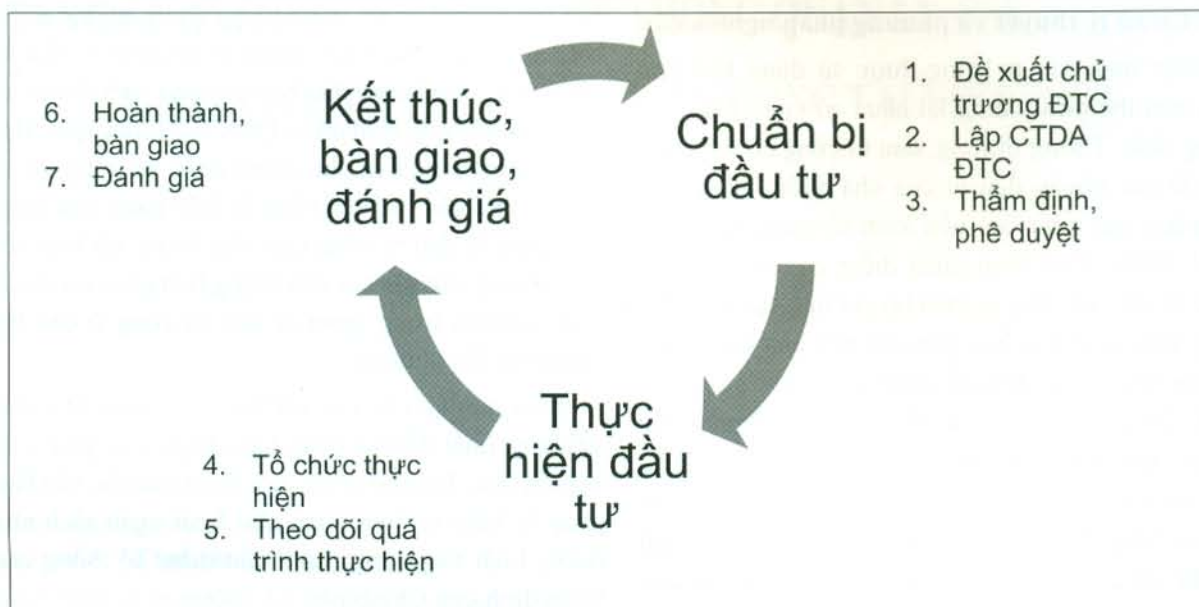 Kết thúc,
bàn giao,
đánh giá
6. Hoàn thành,
bàn giao
7. Đánh giá
Chuẩn bị
đầu tư
1. Đề xuất chủ
trương ĐTC
2. Lập CTDA
ĐTC
3. Thẩm định,
phê duyệt
Thực
hiện đầu
tư
4. Tổ chức thực
hiện
5. Theo dõi quá
trình thực hiện